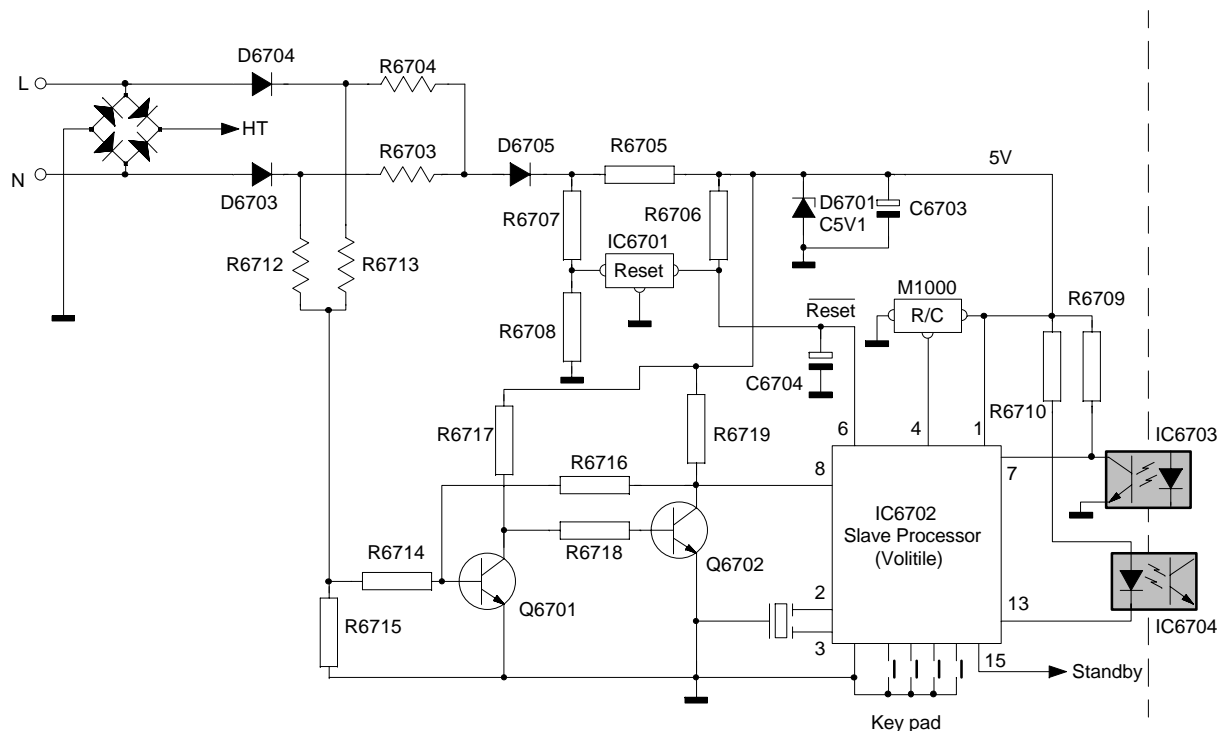 D6704
R6704
L
HT
R6703
D6705
R6705
5V
N
D6703
R6707
R6706
D6701
C5V1
C6703
IC6701
Reset
R6712
R6713
M1000
R/C
R6709
Reset
R6708
C6704
R6710
R6717
R6719
6
4
1
IC6703
R6716
8
7
IC6702
Slave Processor
(Volitile)
R6714
R6718
Q6702
Q6701
2
13
R6715
IC6704
3
15
Standby
Key pad